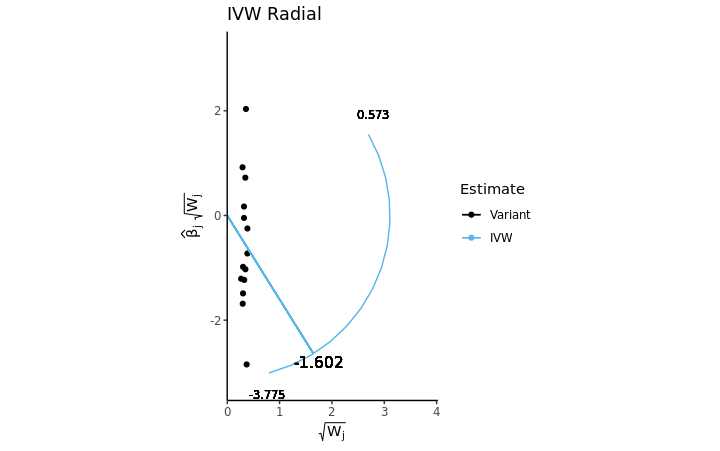 IVW Radial
0.573
2
0
-2
-1.602
-3.775
0 1 2 3 4
√Wj
β̂j √Wj
Estimate
Variant
IVW